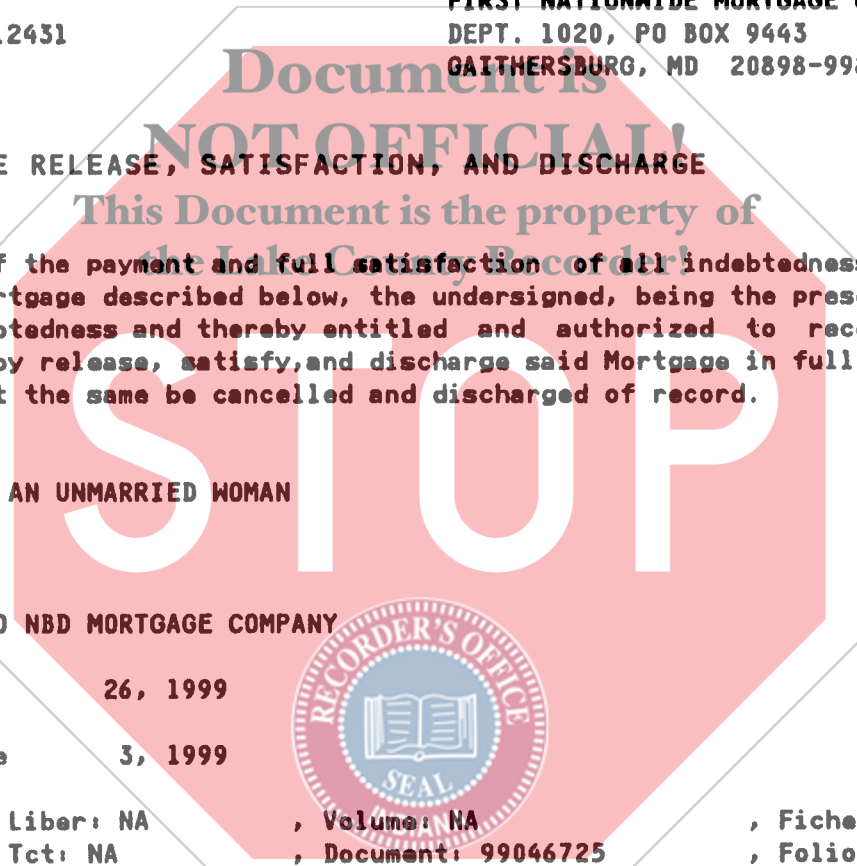 FIRST NATIONWIDE MORTGAGE
.2431
DEPT. 1020, PO BOX 9443
GAITHERSBURG, MD 20898-998
Document is
NOT OFFICIAL!
E RELEASE, SATISFACTION, AND DISCHARGE
This Document is the property of
the Lake County Recorder!
f the payment and full satisfaction of all indebtedness
rtgage described below, the undersigned, being the pres
btedness and thereby entitled and authorized to rec
by release, satisfy,and discharge said Mortgage in full
t the same be cancelled and discharged of record.
STOP
AN UNMARRIED WOMAN
O NBD MORTGAGE COMPANY
RECORDER'S OFFICE
26, 1999
e 3, 1999
SEAL
INDIANA
Liber: NA , Volume: NA , Fiche
Tct: NA , Document: 99046725 , Folio